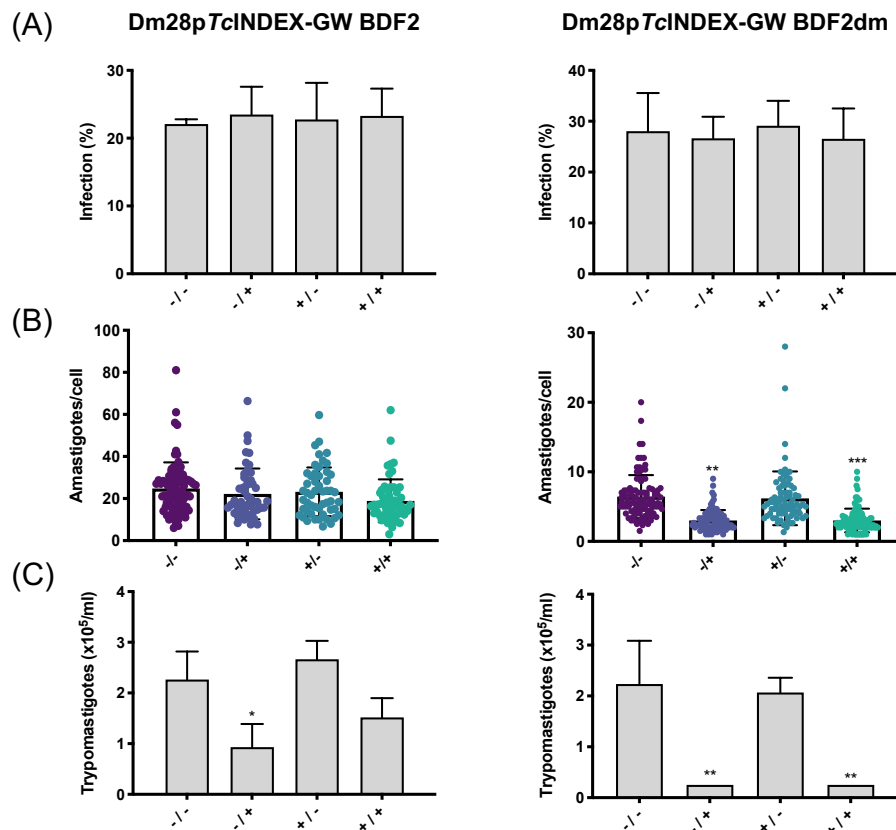 (A)
Dm28pTcINDEX-GW BDF2
Dm28pTcINDEX-GW BDF2dm
Infection (%)
30
20
10
0
- / -
- / +
+ / -
+ / +
Infection (%)
40
30
20
10
0
- / -
- / +
+ / -
+ / +
(B)
Amastigotes/cell
100
80
60
40
20
0
-/-
-/+
+/-
+/+
Amastigotes/cell
30
20
10
0
**
***
-/-
-/+
+/-
+/+
(C)
Trypomastigotes (x10⁵/ml)
4
3
2
1
0
*
- / -
- / +
+ / -
+ / +
Trypomastigotes (x10⁵/ml)
4
3
2
1
0
**
**
- / -
- / +
+ / -
+ / +